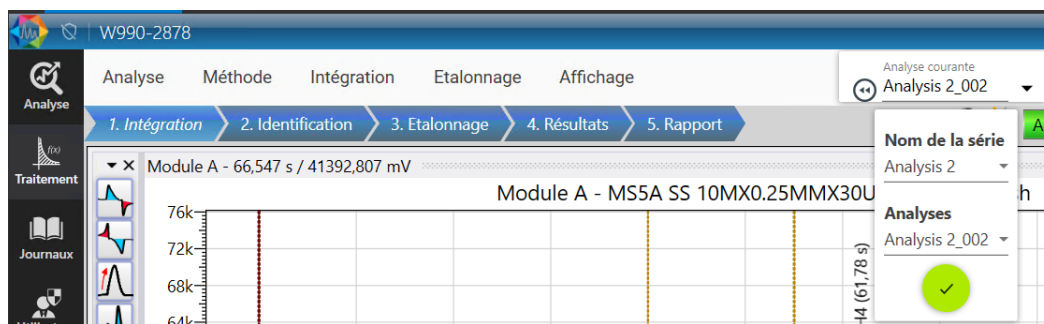 W990-2878
Analyse
Méthode
Intégration
Etalonnage
Affichage
Analyse courante
Analysis 2_002
1. Intégration
2. Identification
3. Etalonnage
4. Résultats
5. Rapport
A
Nom de la série
Analysis 2
Analyses
Analysis 2_002
Analyse
f(x)
Traitement
Journaux
Module A - 66,547 s / 41392,807 mV
Module A - MS5A SS 10MX0.25MMX30U
h
76k
72k
68k
64k
H4 (61,78 s)